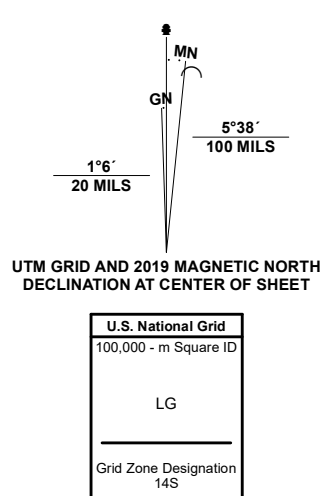 MN
GN
5°38´
100 MILS
1°6´
20 MILS
UTM GRID AND 2019 MAGNETIC NORTH
DECLINATION AT CENTER OF SHEET
U.S. National Grid
100,000 - m Square ID
LG
Grid Zone Designation
14S